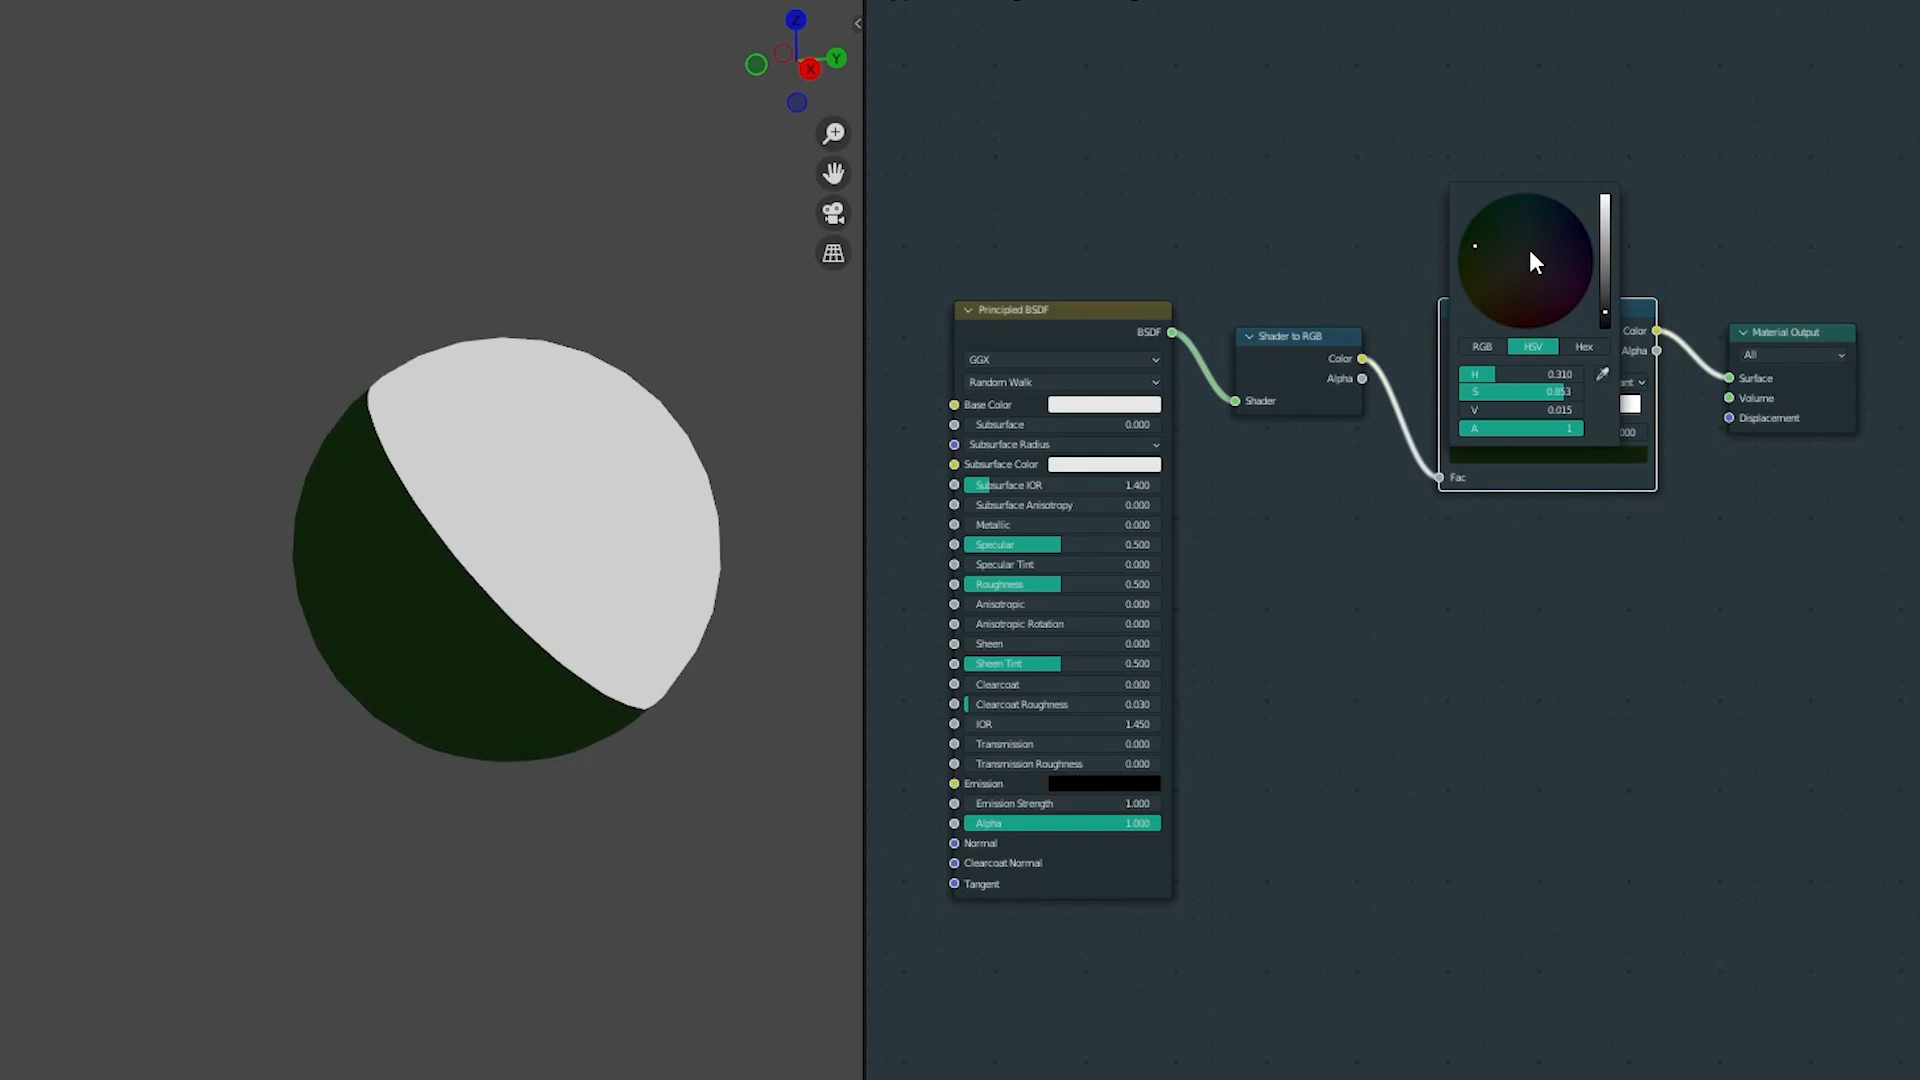 Z
Y
X
Principled BSDF
BSDF
GGX
Random Walk
Base Color
Subsurface 0.000
Subsurface Radius
Subsurface Color
Subsurface IOR 1.400
Subsurface Anisotropy 0.000
Metallic 0.000
Specular 0.500
Specular Tint 0.000
Roughness 0.500
Anisotropic 0.000
Anisotropic Rotation 0.000
Sheen 0.000
Sheen Tint 0.500
Clearcoat 0.000
Clearcoat Roughness 0.030
IOR 1.450
Transmission 0.000
Transmission Roughness 0.000
Emission
Emission Strength 1.000
Alpha 1.000
Normal
Clearcoat Normal
Tangent
Shader to RGB
Color
Alpha
Shader
RGB HSV Hex
H 0.310
S 0.853
V 0.015
A 1
Color
Alpha
ant
000
Fac
Material Output
All
Surface
Volume
Displacement